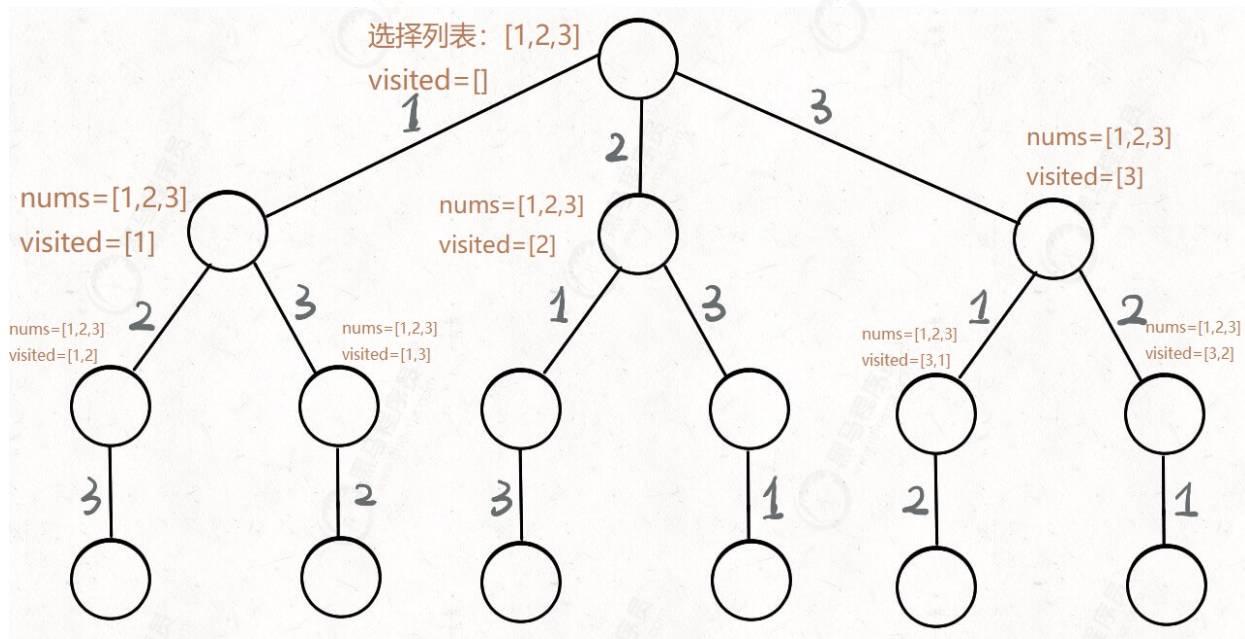 选择列表：[1,2,3]
visited=[]
1
2
3
nums=[1,2,3]
visited=[1]
nums=[1,2,3]
visited=[2]
nums=[1,2,3]
visited=[3]
2
3
1
3
1
2
nums=[1,2,3]
visited=[1,2]
nums=[1,2,3]
visited=[1,3]
nums=[1,2,3]
visited=[3,1]
nums=[1,2,3]
visited=[3,2]
3
2
3
1
2
1